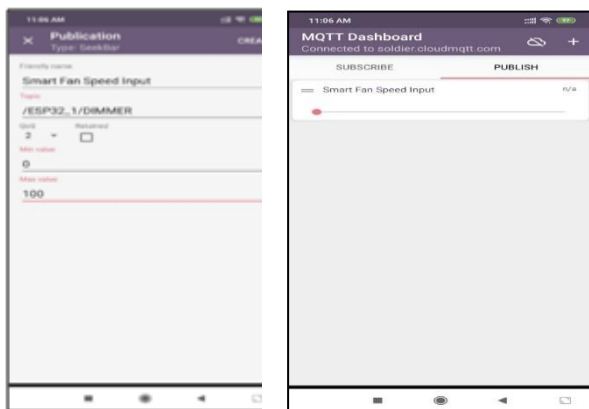 11:06 AM
Publication
CREA
Type: SeekBar
Friendly name
Smart Fan Speed Input
Topic
/ESP32_1/DIMMER
QoS
Retained
2
Min value
0
Max value
100
11:06 AM
MQTT Dashboard
Connected to soldier.cloudmqtt.com
SUBSCRIBE
PUBLISH
Smart Fan Speed Input
n/a